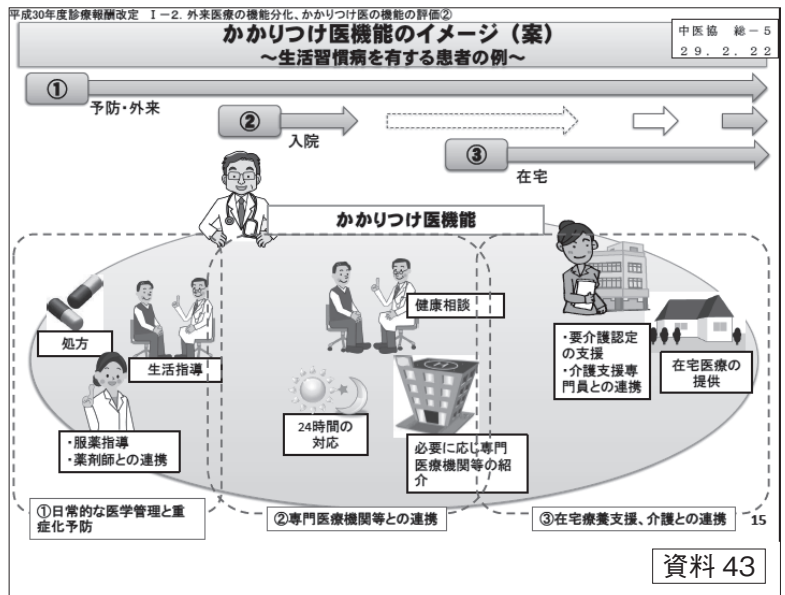 平成30年度診療報酬改定 Ⅰ－2．外来医療の機能分化、かかりつけ医の機能の評価②
かかりつけ医機能のイメージ（案）
～生活習慣病を有する患者の例～
中医協 総－５
２９．２．２２
①
予防・外来
②
入院
③
在宅
かかりつけ医機能
処方
生活指導
・服薬指導
・薬剤師との連携
健康相談
24時間の
対応
必要に応じ専門
医療機関等の紹
介
・要介護認定
の支援
・介護支援専
門員との連携
在宅医療の
提供
①日常的な医学管理と重
症化予防
②専門医療機関等との連携
③在宅療養支援、介護との連携
15
資料 43